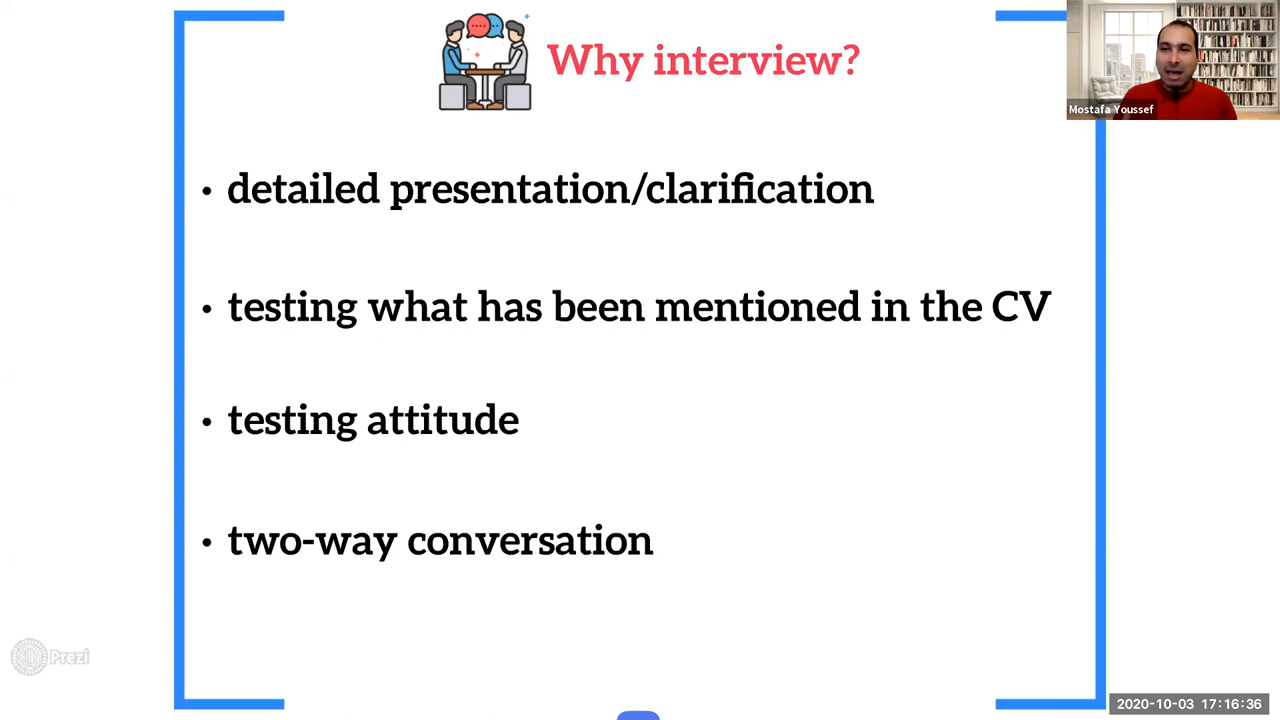 Why interview?
Mostafa Youssef
• detailed presentation/clarification
• testing what has been mentioned in the CV
• testing attitude
• two-way conversation
Prezi
2020-10-03 17:16:36